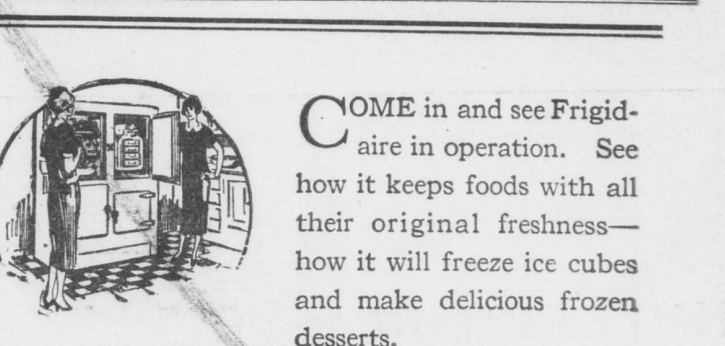 COME in and see Frigid-
aire in operation. See
how it keeps foods with all
their original freshness—
how it will freeze ice cubes
and make delicious frozen
desserts.